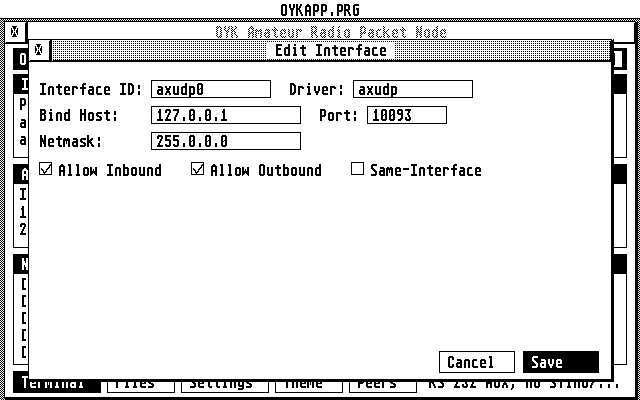 OYKAPP.PRG
OYK Amateur Radio Packet Node
Edit Interface
Interface ID: axudp0 Driver: axudp
Bind Host: 127.0.0.1 Port: 10093
Netmask: 255.0.0.0
Allow Inbound Allow Outbound Same-Interface
Cancel Save
Terminal Files Settings Theme Peers